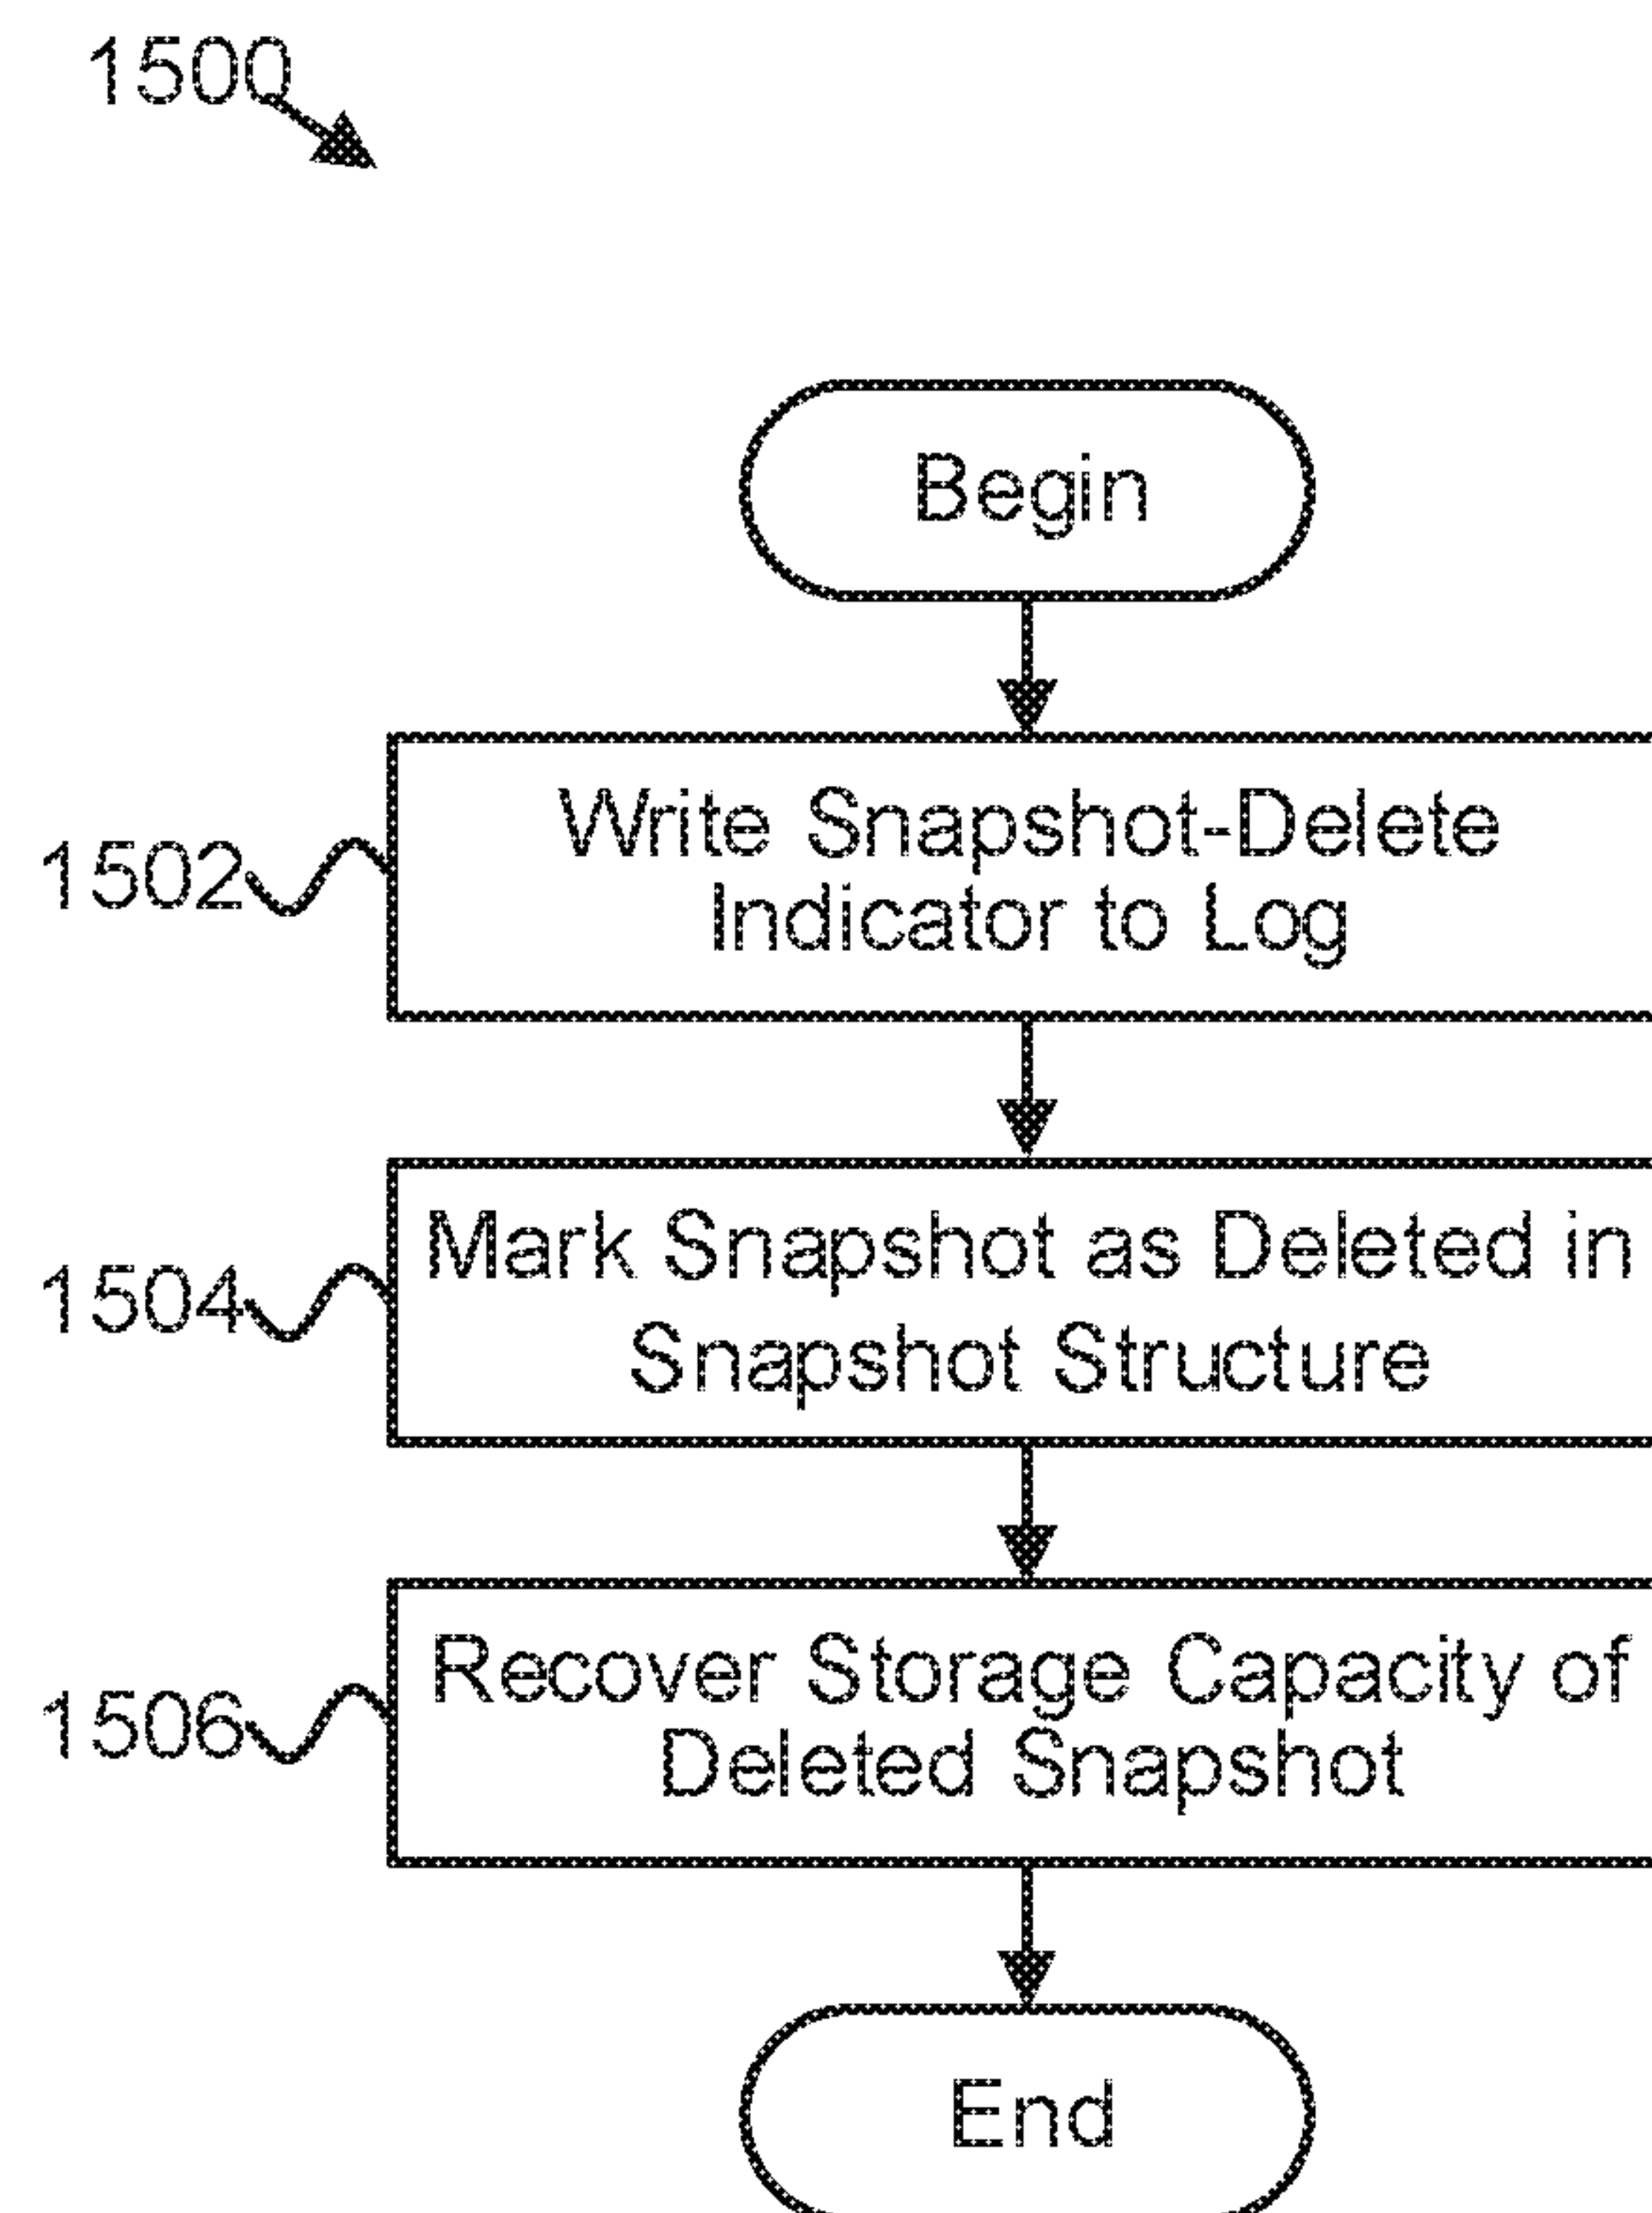 1500
Begin
1502
Write Snapshot-Delete
Indicator to Log
1504
Mark Snapshot as Deleted in
Snapshot Structure
1506
Recover Storage Capacity of
Deleted Snapshot
End